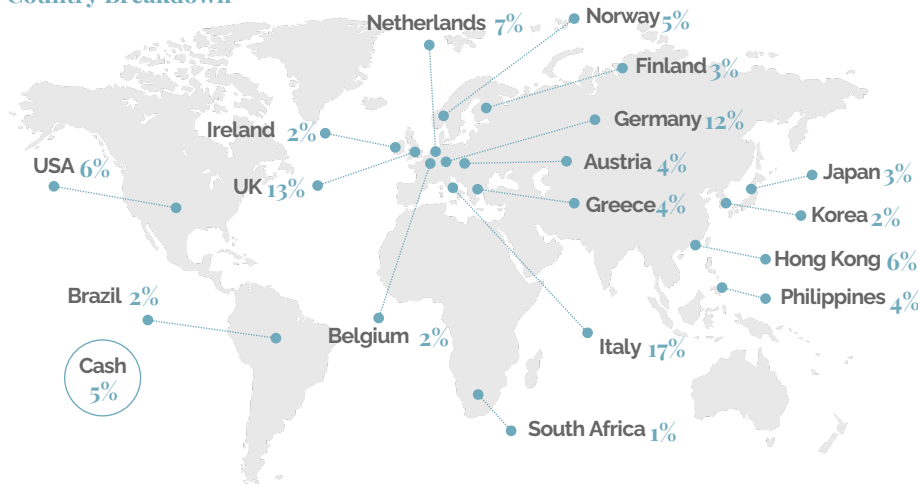 Country Breakdown
Netherlands 7%
Norway 5%
Finland 3%
Ireland 2%
Germany 12%
USA 6%
UK 13%
Austria 4%
Japan 3%
Greece 4%
Korea 2%
Hong Kong 6%
Brazil 2%
Philippines 4%
Belgium 2%
Italy 17%
Cash
5%
South Africa 1%